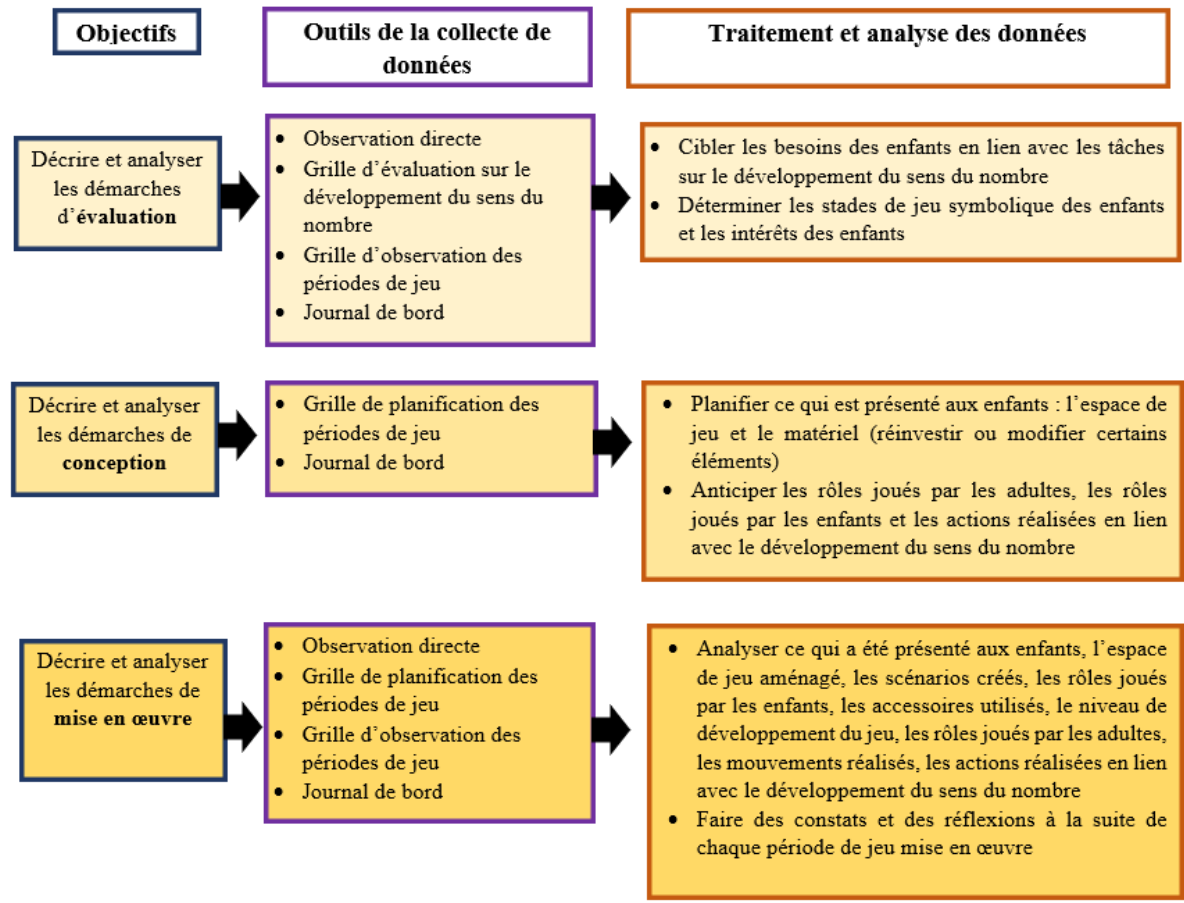 Objectifs
Outils de la collecte de
données
Traitement et analyse des données
Décrire et analyser
les démarches
d’évaluation
• Observation directe
• Grille d’évaluation sur le
développement du sens du
nombre
• Grille d’observation des
périodes de jeu
• Journal de bord
• Cibler les besoins des enfants en lien avec les tâches
sur le développement du sens du nombre
• Déterminer les stades de jeu symbolique des enfants
et les intérêts des enfants
Décrire et analyser
les démarches de
conception
• Grille de planification des
périodes de jeu
• Journal de bord
• Planifier ce qui est présenté aux enfants : l’espace de
jeu et le matériel (réinvestir ou modifier certains
éléments)
• Anticiper les rôles joués par les adultes, les rôles
joués par les enfants et les actions réalisées en lien
avec le développement du sens du nombre
Décrire et analyser
les démarches de
mise en œuvre
• Observation directe
• Grille de planification des
périodes de jeu
• Grille d’observation des
périodes de jeu
• Journal de bord
• Analyser ce qui a été présenté aux enfants, l’espace
de jeu aménagé, les scénarios créés, les rôles joués
par les enfants, les accessoires utilisés, le niveau de
développement du jeu, les rôles joués par les adultes,
les mouvements réalisés, les actions réalisées en lien
avec le développement du sens du nombre
• Faire des constats et des réflexions à la suite de
chaque période de jeu mise en œuvre